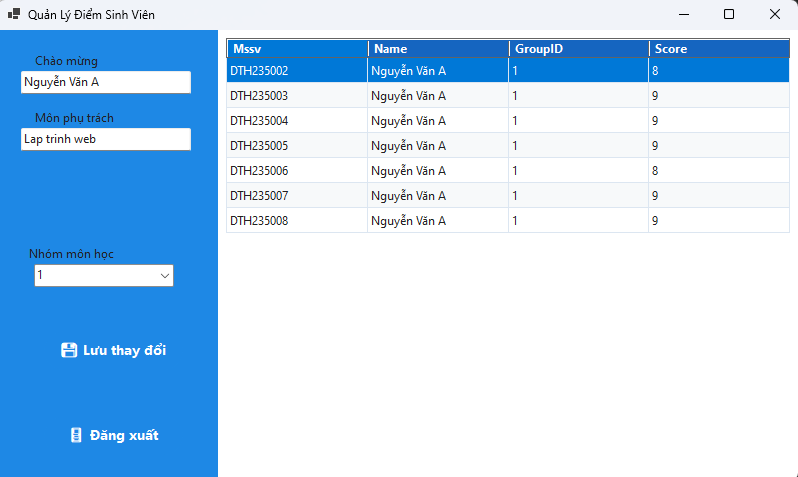 Quản Lý Điểm Sinh Viên
Chào mừng
Nguyễn Văn A
Môn phụ trách
Lap trinh web
Nhóm môn học
1
Lưu thay đổi
Đăng xuất
Mssv Name GroupID Score
DTH235002 Nguyễn Văn A 1 8
DTH235003 Nguyễn Văn A 1 9
DTH235004 Nguyễn Văn A 1 9
DTH235005 Nguyễn Văn A 1 9
DTH235006 Nguyễn Văn A 1 8
DTH235007 Nguyễn Văn A 1 9
DTH235008 Nguyễn Văn A 1 9